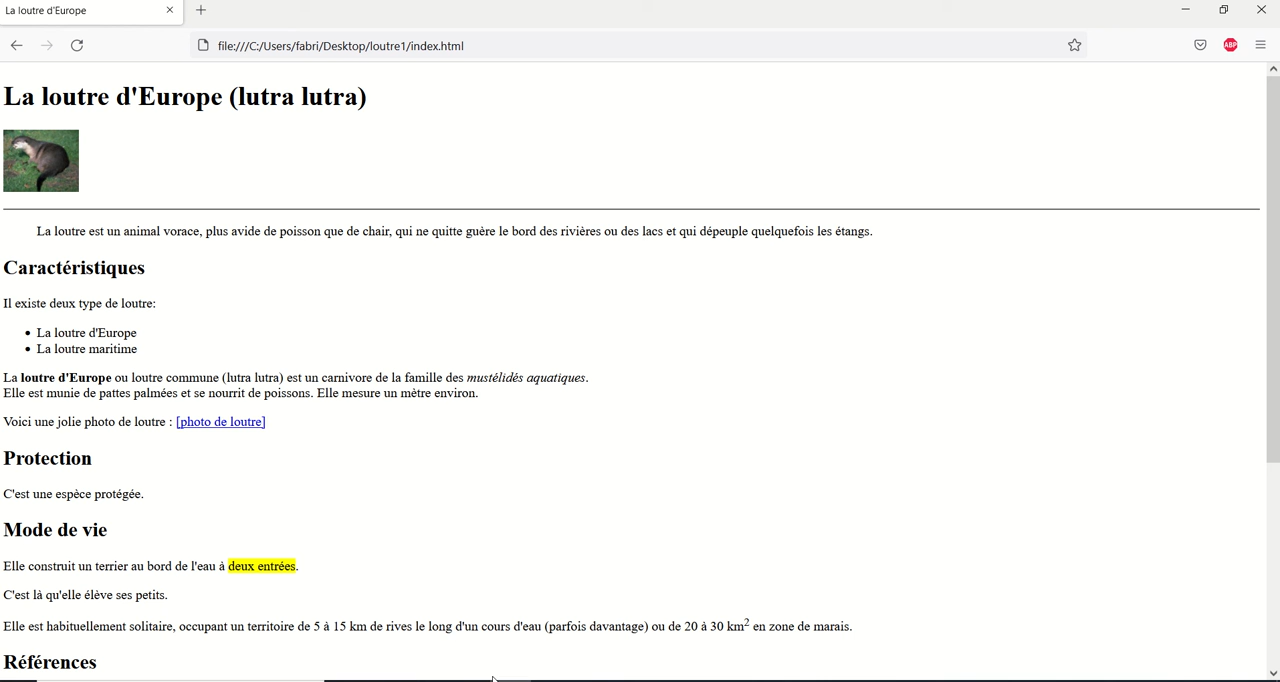 La loutre d'Europe
file:///C:/Users/fabri/Desktop/loutre1/index.html
ABP
La loutre d'Europe (lutra lutra)
La loutre est un animal vorace, plus avide de poisson que de chair, qui ne quitte guère le bord des rivières ou des lacs et qui dépeuple quelquefois les étangs.
Caractéristiques
Il existe deux type de loutre:
• La loutre d'Europe
• La loutre maritime
La loutre d'Europe ou loutre commune (lutra lutra) est un carnivore de la famille des mustélidés aquatiques.
Elle est munie de pattes palmées et se nourrit de poissons. Elle mesure un mètre environ.
Voici une jolie photo de loutre : [photo de loutre]
Protection
C'est une espèce protégée.
Mode de vie
Elle construit un terrier au bord de l'eau à deux entrées.
C'est là qu'elle élève ses petits.
Elle est habituellement solitaire, occupant un territoire de 5 à 15 km de rives le long d'un cours d'eau (parfois davantage) ou de 20 à 30 km² en zone de marais.
Références